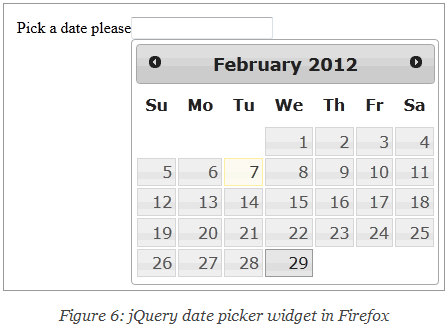 Pick a date please
February 2012
Su Mo Tu We Th Fr Sa
1 2 3 4
5 6 7 8 9 10 11
12 13 14 15 16 17 18
19 20 21 22 23 24 25
26 27 28 29
Figure 6: jQuery date picker widget in Firefox